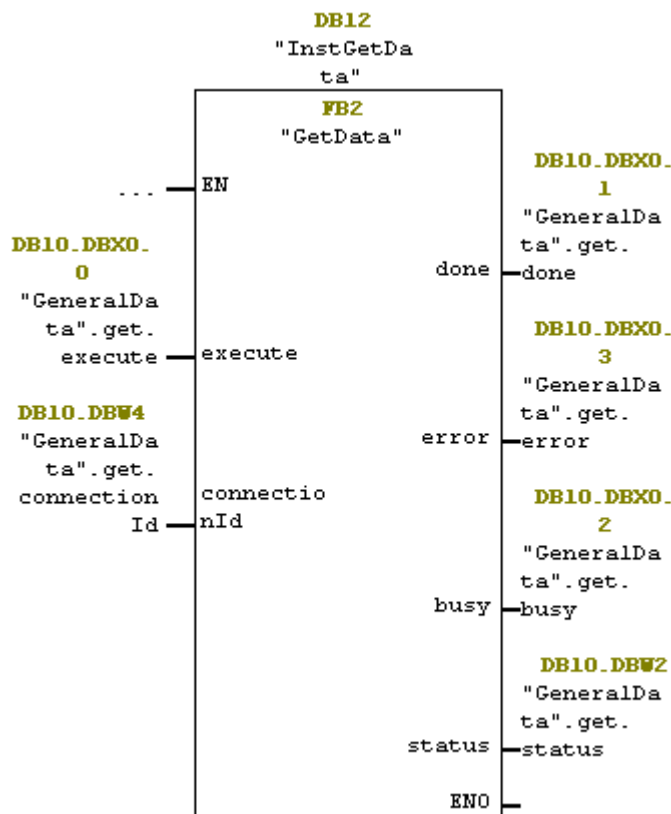 DB12
"InstGetDa
ta"
FB2
"GetData"
... EN
DB10.DBX0.
0
"GeneralDa
ta".get.
execute execute
DB10.DBW4
"GeneralDa
ta".get.
connection connectio
Id nId
DB10.DBX0.
1
"GeneralDa
ta".get.
done done
DB10.DBX0.
3
"GeneralDa
ta".get.
error error
DB10.DBX0.
2
"GeneralDa
ta".get.
busy busy
DB10.DBW2
"GeneralDa
ta".get.
status status
ENO